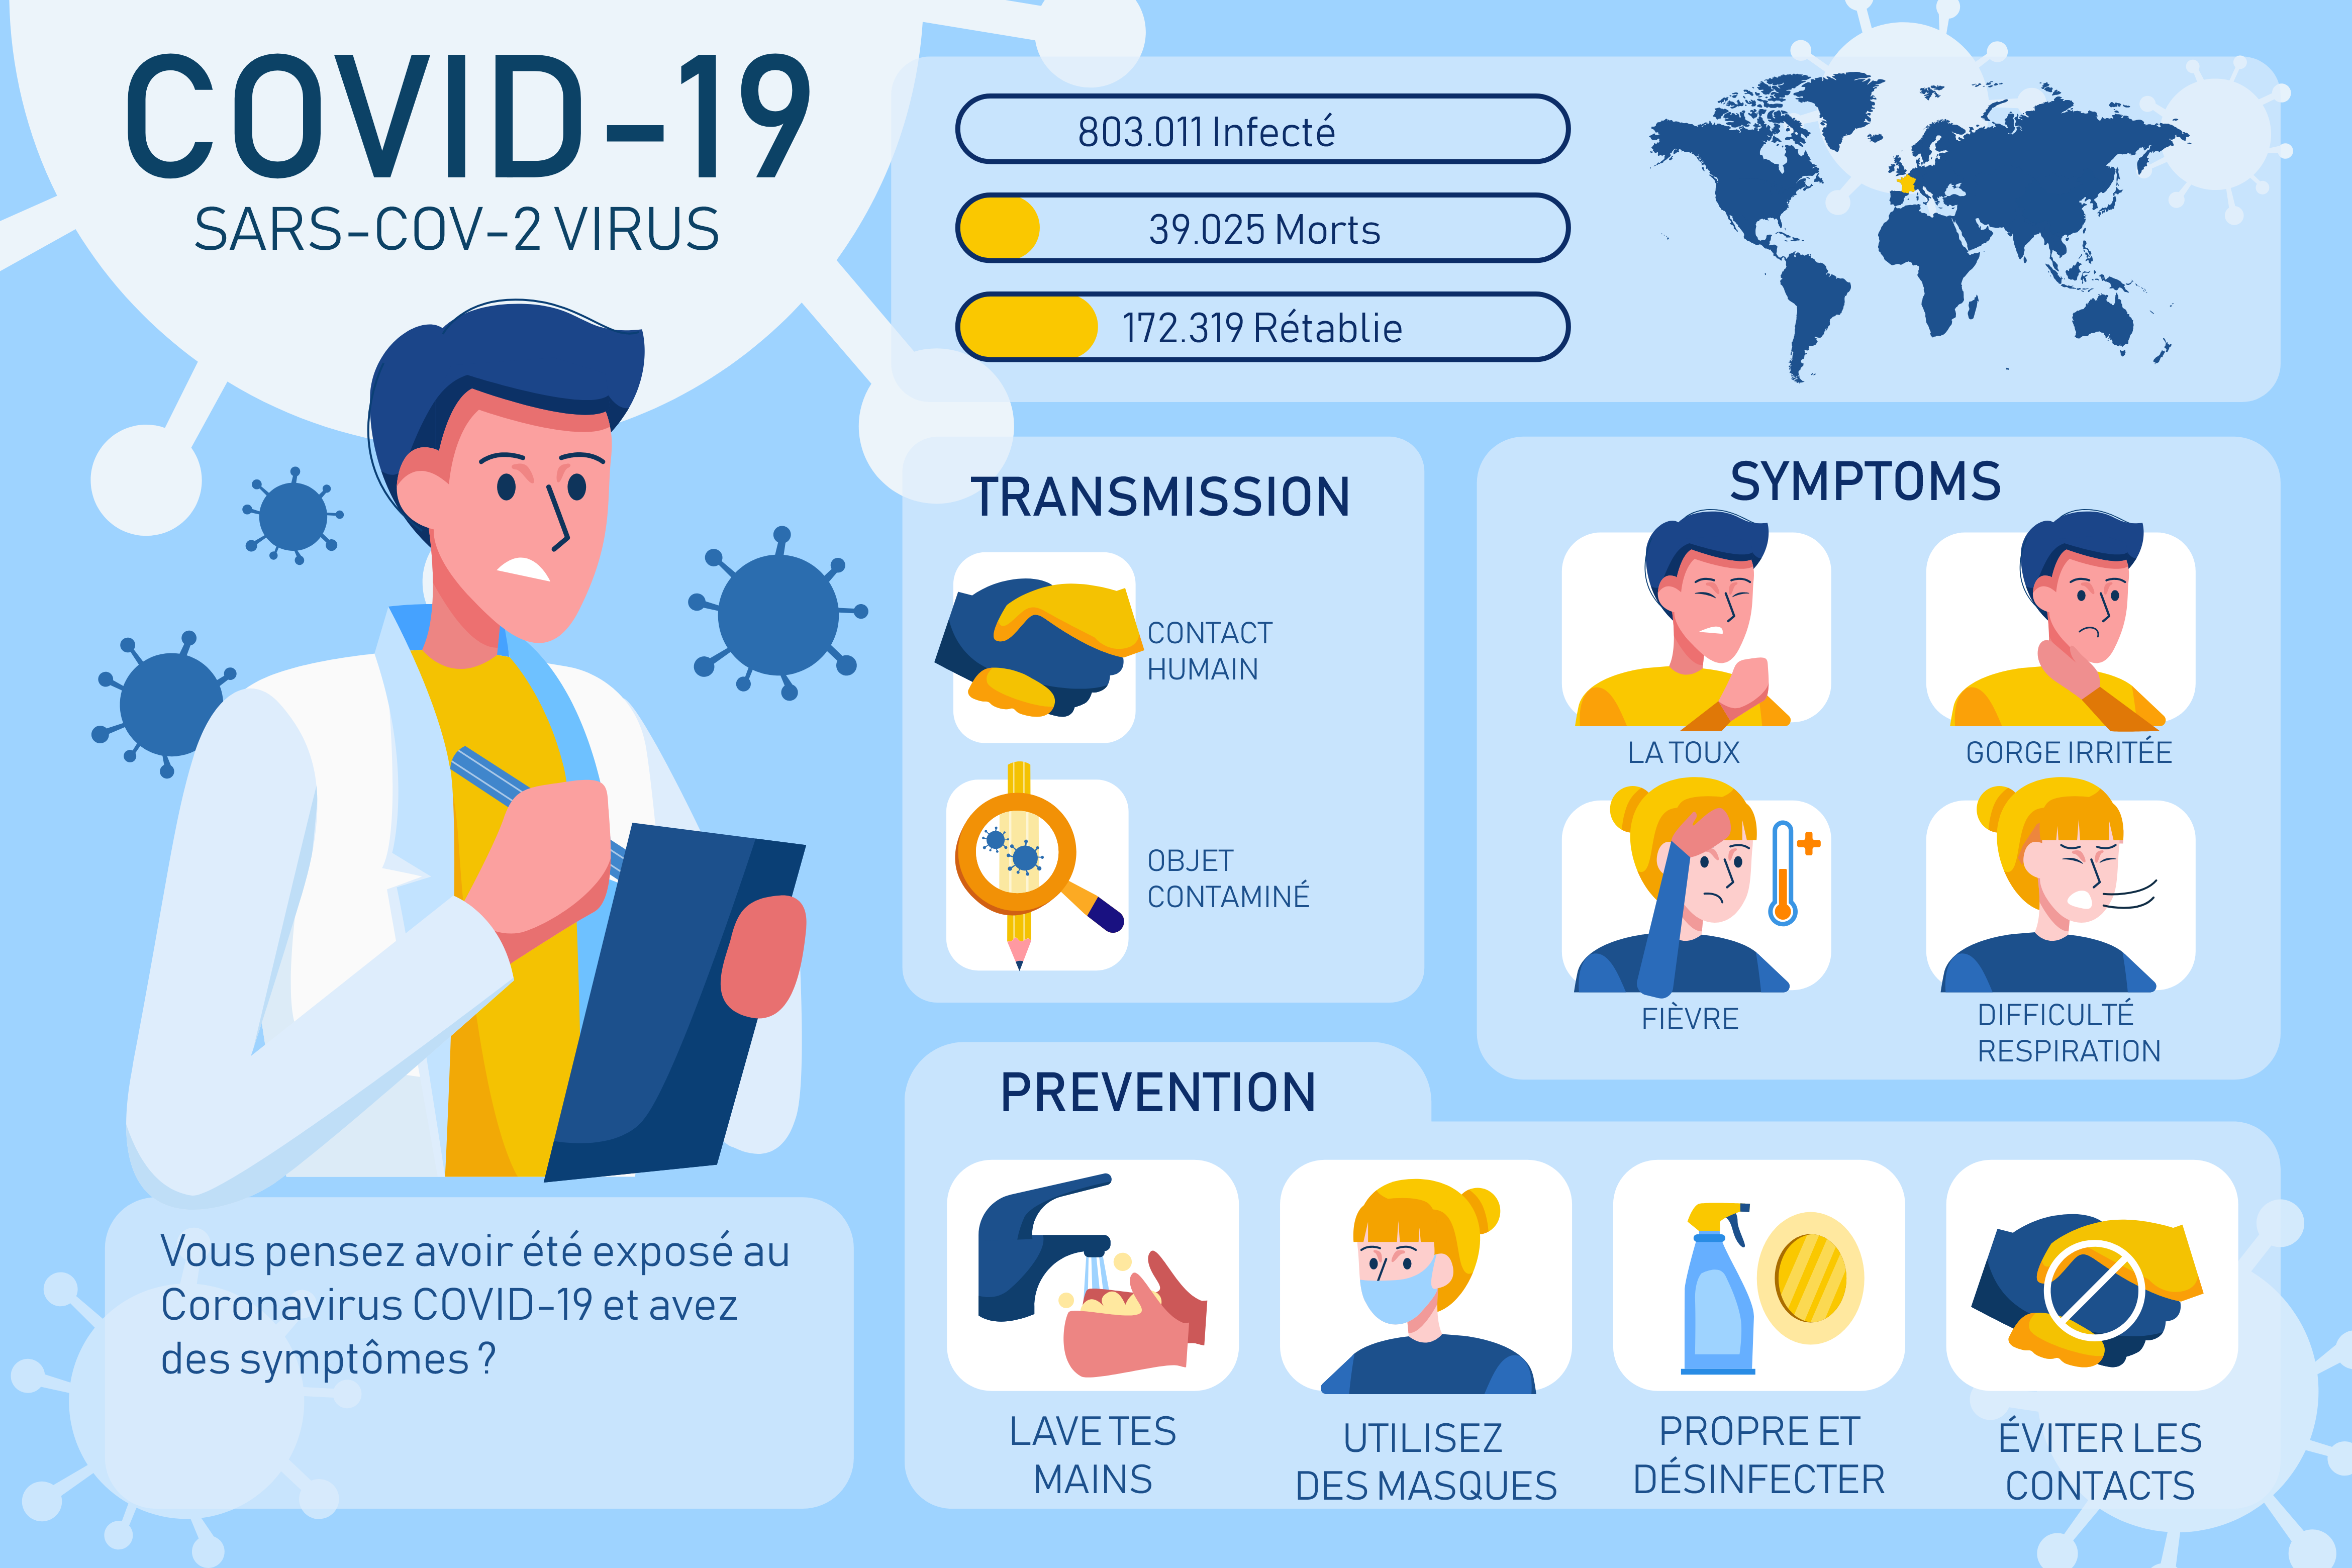 COVID-19
SARS-COV-2 VIRUS
803.011 Infecté
39.025 Morts
172.319 Rétablie
TRANSMISSION
CONTACT
HUMAIN
OBJET
CONTAMINÉ
SYMPTOMS
LA TOUX
GORGE IRRITÉE
FIÈVRE
DIFFICULTÉ
RESPIRATION
Vous pensez avoir été exposé au
Coronavirus COVID-19 et avez
des symptômes ?
PREVENTION
LAVE TES
MAINS
UTILISEZ
DES MASQUES
PROPRE ET
DÉSINFECTER
ÉVITER LES
CONTACTS